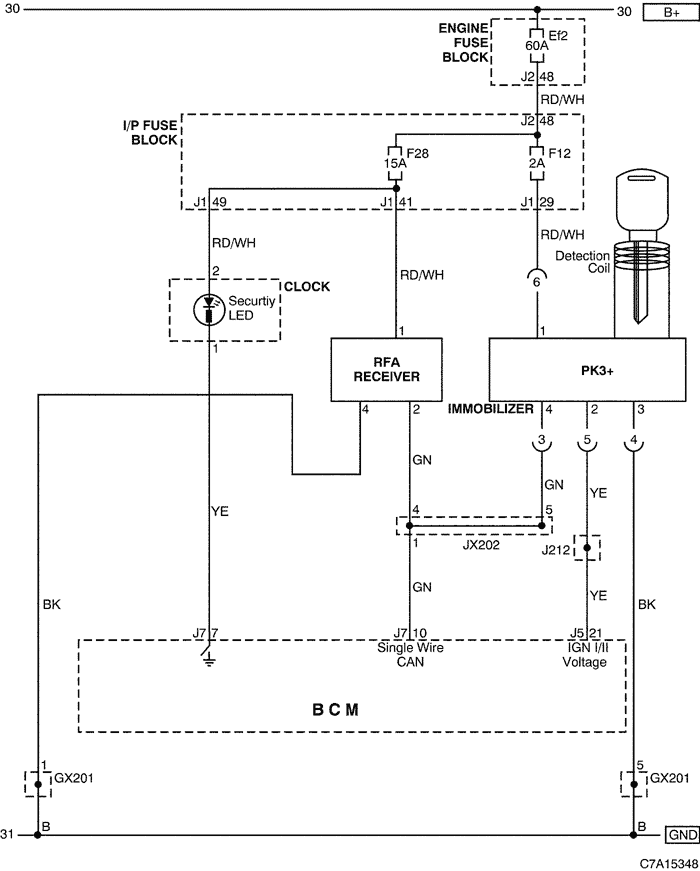 30
30
B+
ENGINE
FUSE
BLOCK
Ef2
60A
J2 48
RD/WH
I/P FUSE
BLOCK
J2 48
F28
15A
F12
2A
J1 49
J1 41
J1 29
RD/WH
RD/WH
RD/WH
Detection
Coil
2
CLOCK
6
Securtiy
LED
1
1
1
RFA
RECEIVER
PK3+
IMMOBILIZER
4
2
4
2
3
3
5
4
GN
GN
YE
YE
4
5
1
JX202
J212
GN
YE
BK
BK
J7 7
J7 10
J5 21
Single Wire
CAN
IGN I/II
Voltage
B C M
1
GX201
5
GX201
31
B
B
GND
C7A15348